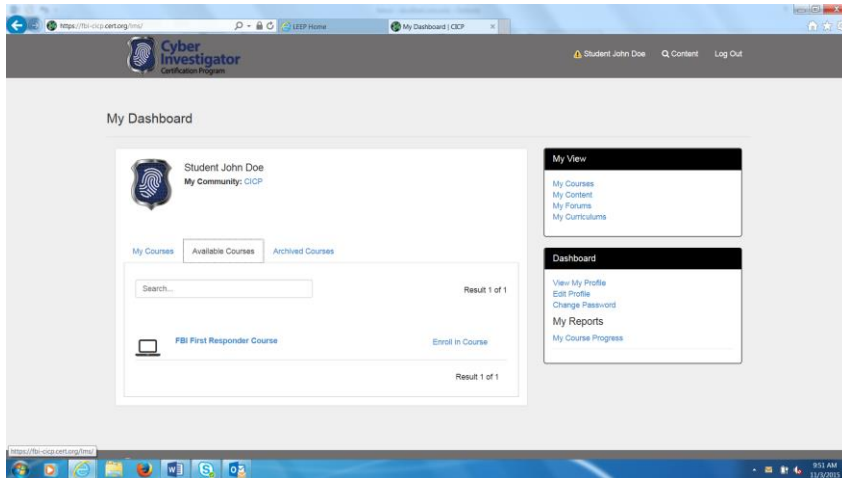 https://fbi-cicp.cert.org/lms/
LEEP Home
My Dashboard | CICP
Cyber
Investigator
Certification Program
Student John Doe
Content
Log Out
My Dashboard
Student John Doe
My Community: CICP
My Courses
Available Courses
Archived Courses
Search...
Result 1 of 1
FBI First Responder Course
Enroll in Course
Result 1 of 1
My View
My Courses
My Content
My Forums
My Curriculums
Dashboard
View My Profile
Edit Profile
Change Password
My Reports
My Course Progress
https://fbi-cicp.cert.org/lms/
9:51 AM
11/3/2015